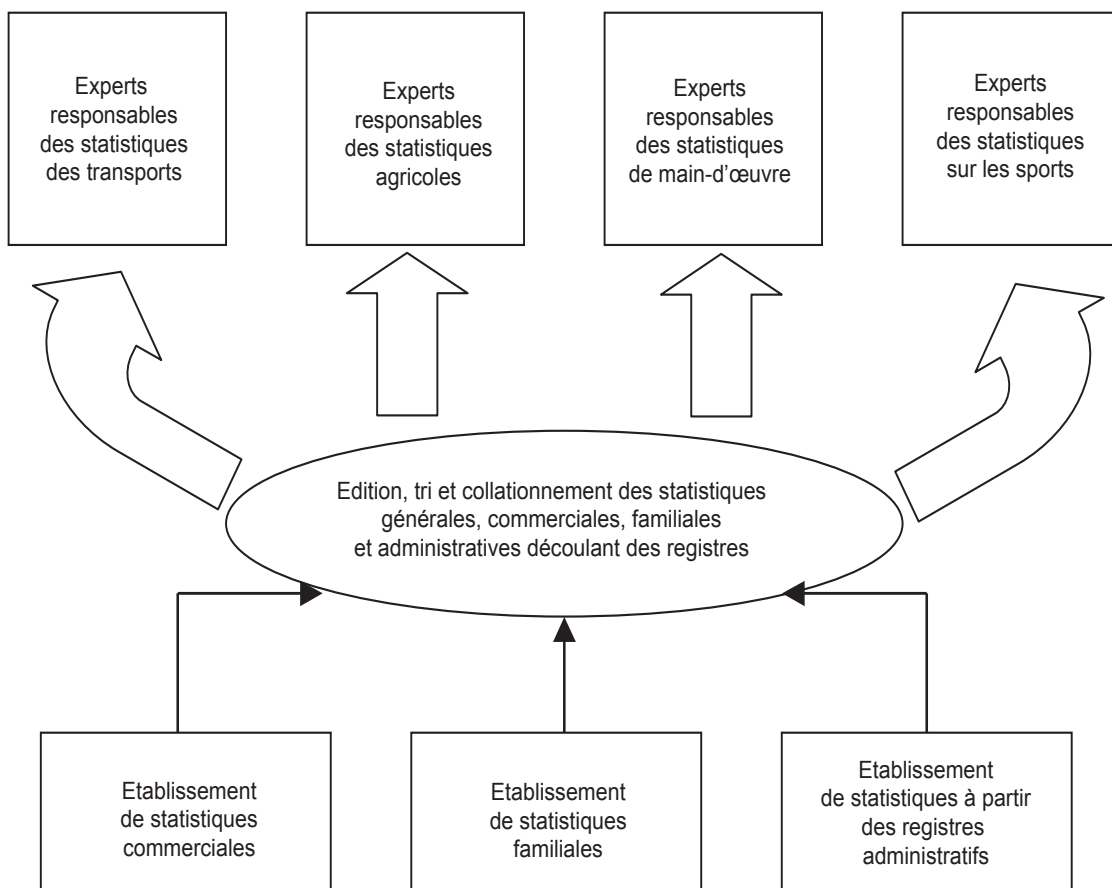 Experts
responsables
des statistiques
des transports
Experts
responsables
des statistiques
agricoles
Experts
responsables
des statistiques
de main-d’œuvre
Experts
responsables
des statistiques
sur les sports
Edition, tri et collationnement des statistiques
générales, commerciales, familiales
et administratives découlant des registres
Etablissement
de statistiques
commerciales
Etablissement
de statistiques
familiales
Etablissement
de statistiques à partir
des registres
administratifs